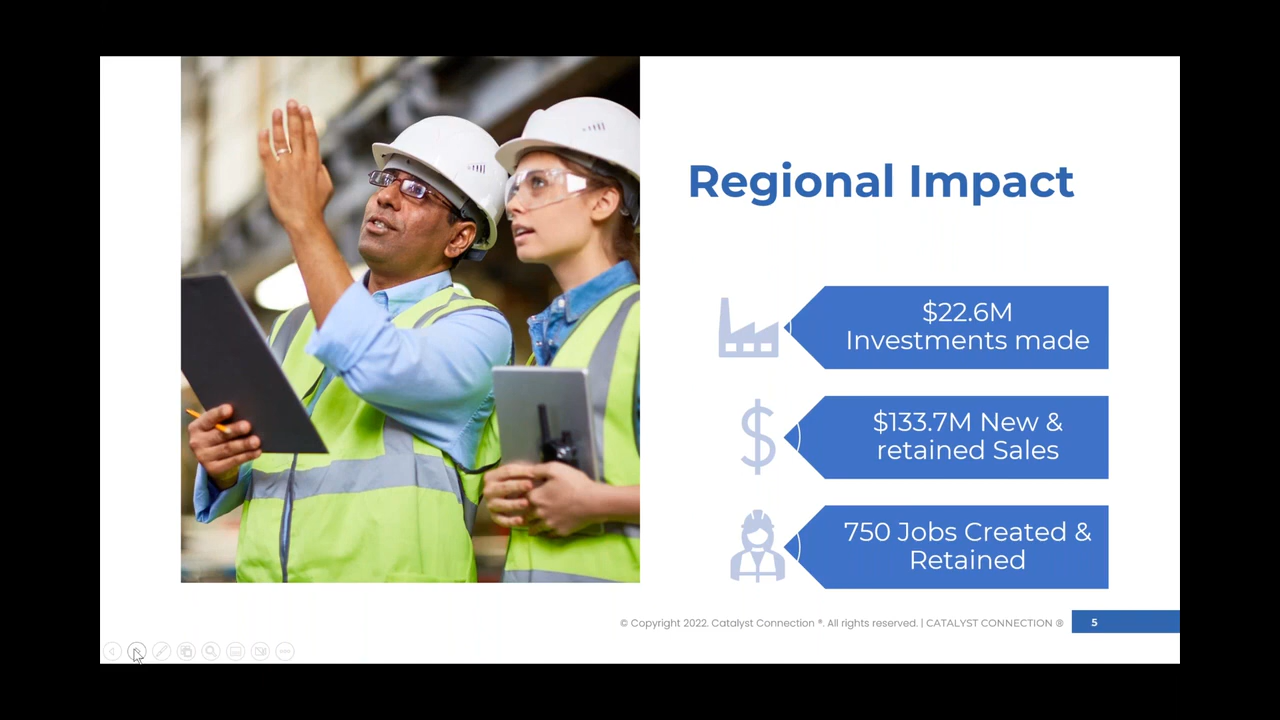 Regional Impact
$22.6M
Investments made
$133.7M New &
retained Sales
750 Jobs Created &
Retained
© Copyright 2022. Catalyst Connection ®. All rights reserved. | CATALYST CONNECTION ®
5